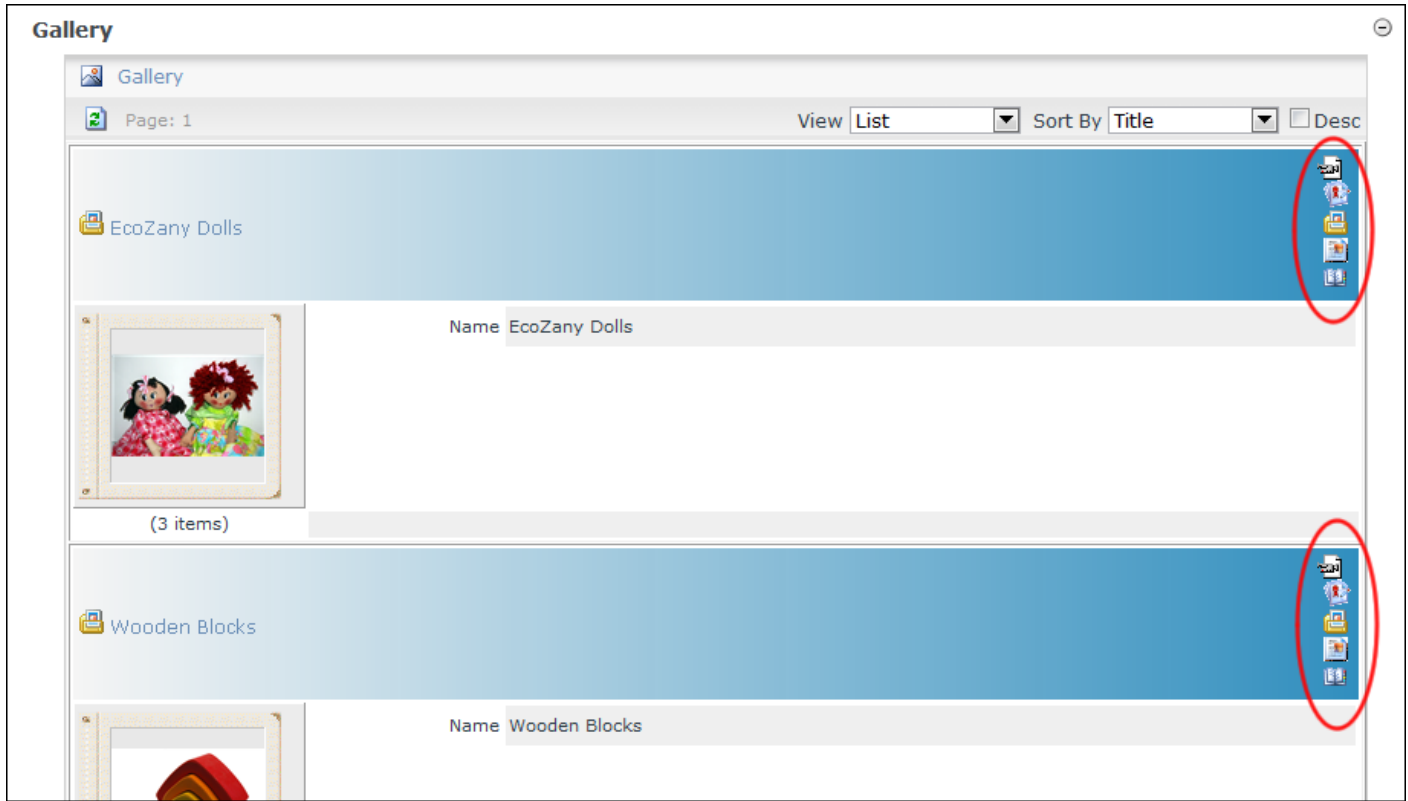 Gallery
Gallery
Page: 1 View List Sort By Title Desc
EcoZany Dolls
Name EcoZany Dolls
(3 items)
Wooden Blocks
Name Wooden Blocks